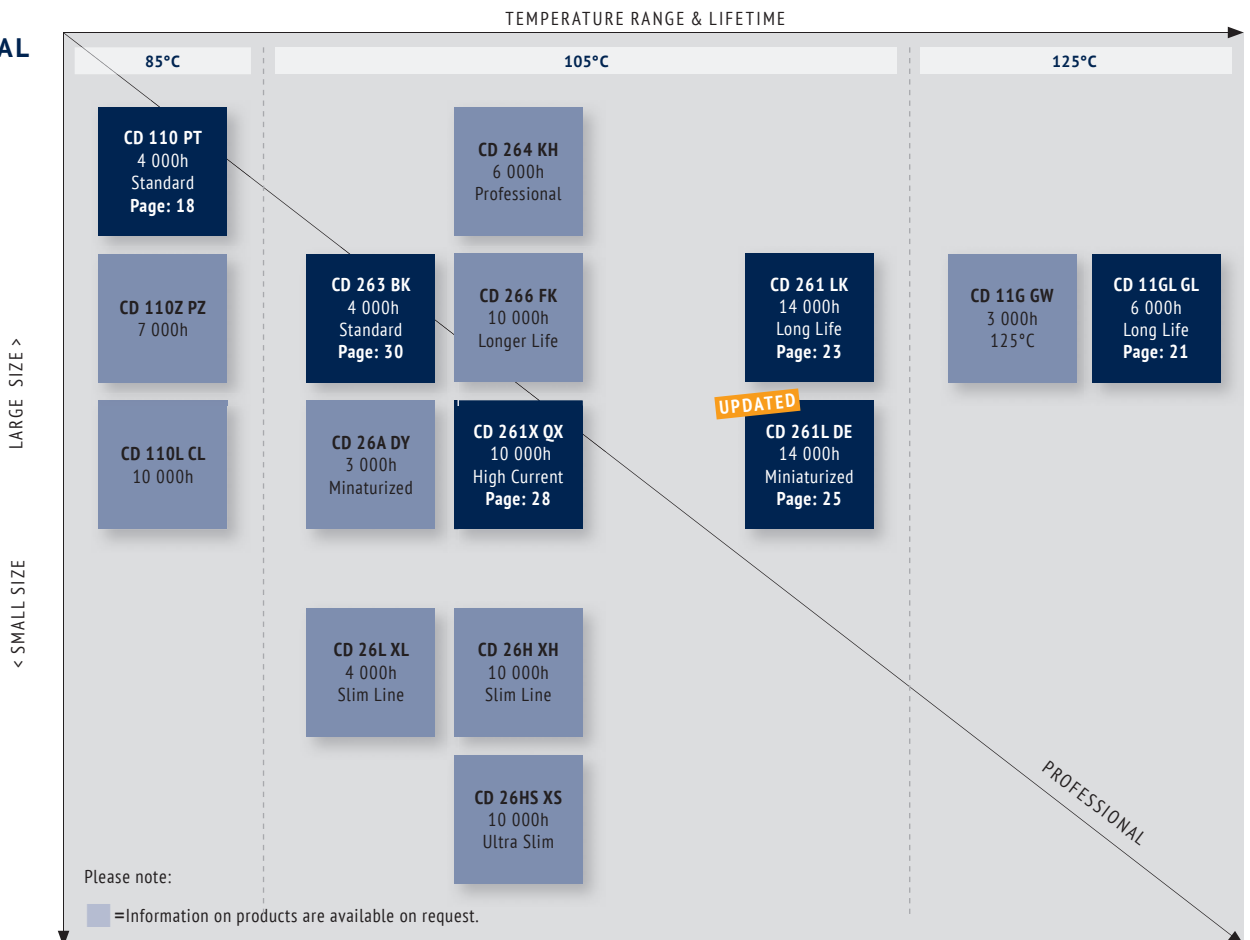 TEMPERATURE RANGE & LIFETIME
AL
85°C
105°C
125°C
CD 110 PT
4 000h
Standard
Page: 18
CD 264 KH
6 000h
Professional
CD 110Z PZ
7 000h
CD 263 BK
4 000h
Standard
Page: 30
CD 266 FK
10 000h
Longer Life
CD 261 LK
14 000h
Long Life
Page: 23
CD 11G GW
3 000h
125°C
CD 11GL GL
6 000h
Long Life
Page: 21
LARGE SIZE >
CD 110L CL
10 000h
CD 26A DY
3 000h
Minaturized
CD 261X QX
10 000h
High Current
Page: 28
UPDATED
CD 261L DE
14 000h
Miniaturized
Page: 25
< SMALL SIZE
CD 26L XL
4 000h
Slim Line
CD 26H XH
10 000h
Slim Line
CD 26HS XS
10 000h
Ultra Slim
PROFESSIONAL
Please note:
=Information on products are available on request.